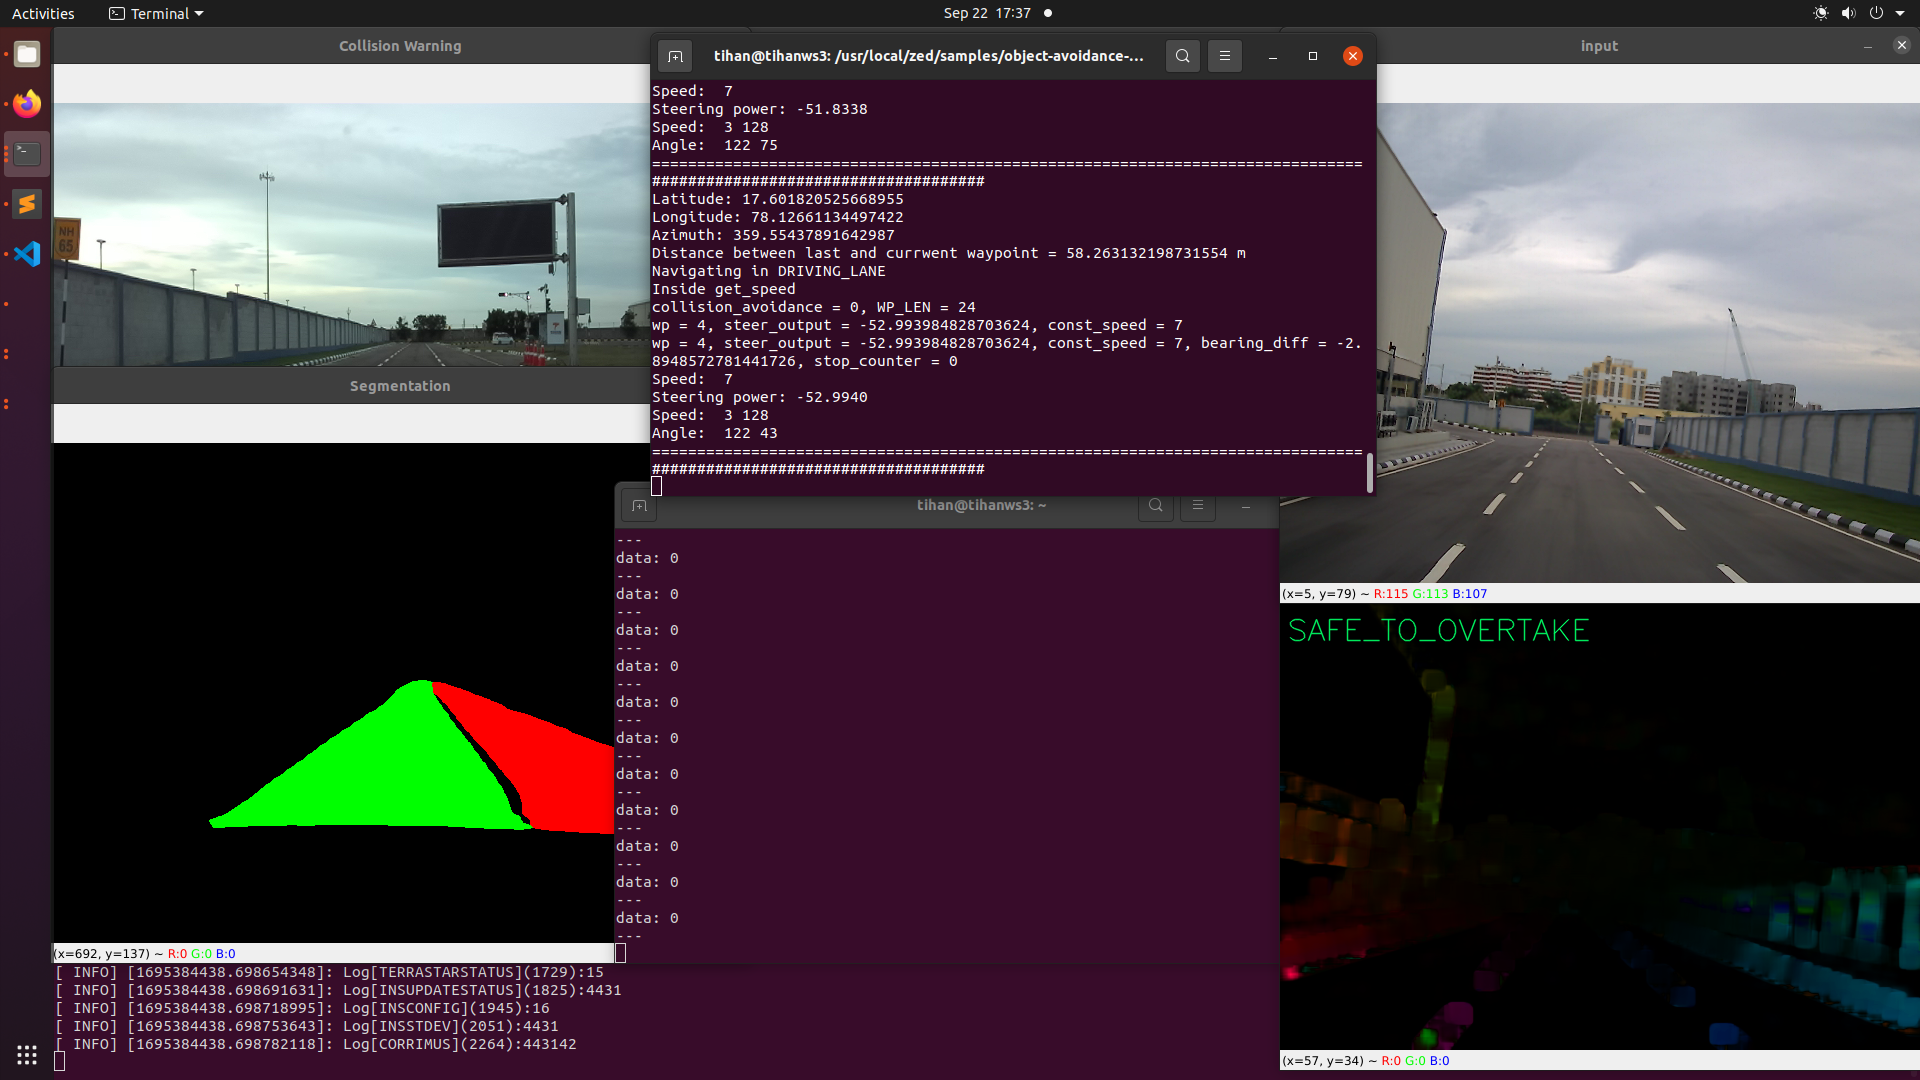 Activities
Terminal
Sep 22 17:37
Collision Warning
NH
65
Segmentation
(x=692, y=137) ~ R:0 G:0 B:0
[ INFO] [1695384438.698654348]: Log[TERRASTARSTATUS](1729):15
[ INFO] [1695384438.698691631]: Log[INSUPDATESTATUS](1825):4431
[ INFO] [1695384438.698718995]: Log[INSCONFIG](1945):16
[ INFO] [1695384438.698753643]: Log[INSSTDEV](2051):4431
[ INFO] [1695384438.698782118]: Log[CORRIMUS](2264):443142
tihan@tihanws3: /usr/local/zed/samples/object-avoidance-...
Speed:  7
Steering power: -51.8338
Speed:  3 128
Angle:  122 75
===============================================================================
#####################################
Latitude: 17.601820525668955
Longitude: 78.12661134497422
Azimuth: 359.55437891642987
Distance between last and currwent waypoint = 58.263132198731554 m
Navigating in DRIVING_LANE
Inside get_speed
collision_avoidance = 0, WP_LEN = 24
wp = 4, steer_output = -52.993984828703624, const_speed = 7
wp = 4, steer_output = -52.993984828703624, const_speed = 7, bearing_diff = -2.
8948572781441726, stop_counter = 0
Speed:  7
Steering power: -52.9940
Speed:  3 128
Angle:  122 43
===============================================================================
#####################################
tihan@tihanws3: ~
---
data: 0
---
data: 0
---
data: 0
---
data: 0
---
data: 0
---
data: 0
---
data: 0
---
data: 0
---
data: 0
---
data: 0
---
data: 0
---
input
(x=5, y=79) ~ R:115 G:113 B:107
SAFE_TO_OVERTAKE
(x=57, y=34) ~ R:0 G:0 B:0